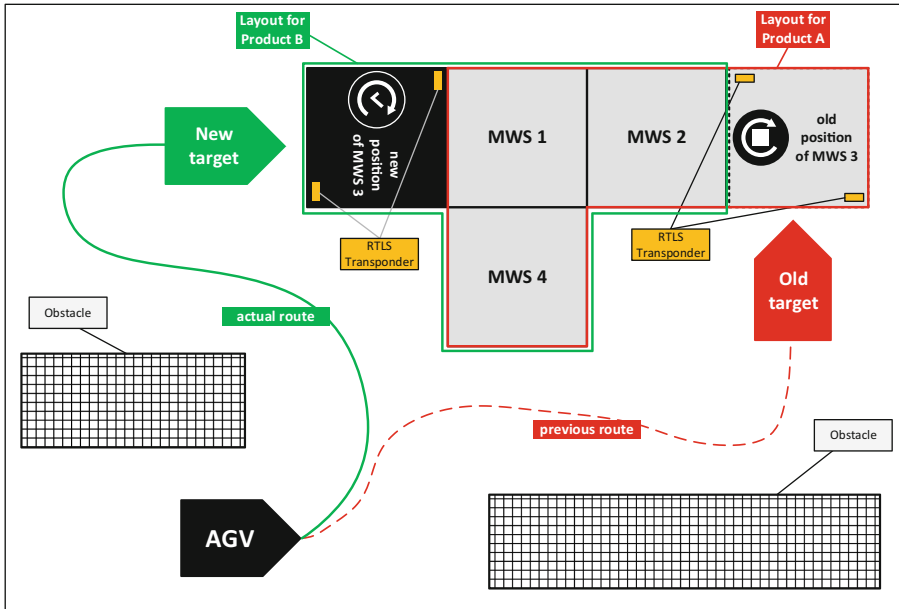 Layout for
Product B
Layout for
Product A
New
target
new
position
of MWS 3
MWS 1
MWS 2
old
position
of MWS 3
RTLS
Transponder
RTLS
Transponder
MWS 4
Old
target
Obstacle
actual route
previous route
Obstacle
AGV